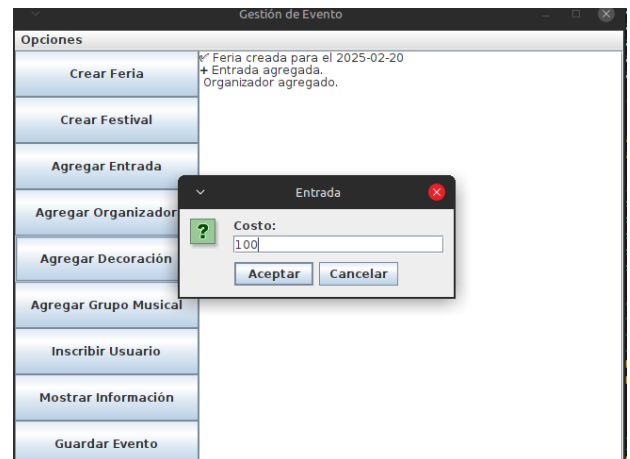 Gestión de Evento
Opciones
Crear Feria
Crear Festival
Agregar Entrada
Agregar Organizador
Agregar Decoración
Agregar Grupo Musical
Inscribir Usuario
Mostrar Información
Guardar Evento
✔ Feria creada para el 2025-02-20
+ Entrada agregada.
Organizador agregado.
Entrada
?
Costo:
100
Aceptar Cancelar